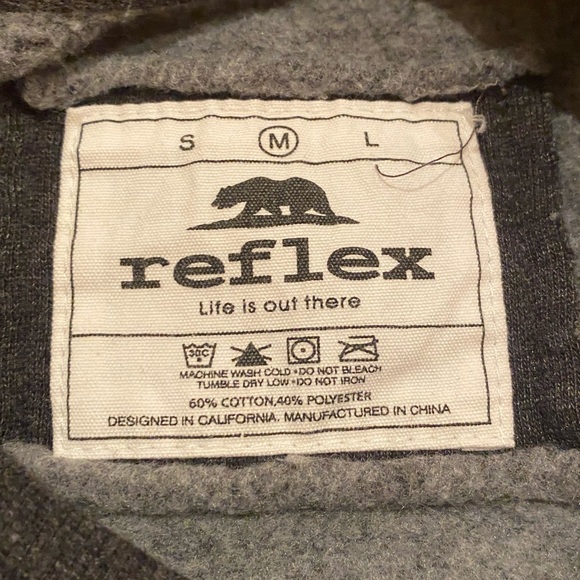 S M L
reflex
Life is out there
30C
MACHINE WASH COLD • DO NOT BLEACH
TUMBLE DRY LOW • DO NOT IRON
60% COTTON,40% POLYESTER
DESIGNED IN CALIFORNIA. MANUFACTURED IN CHINA